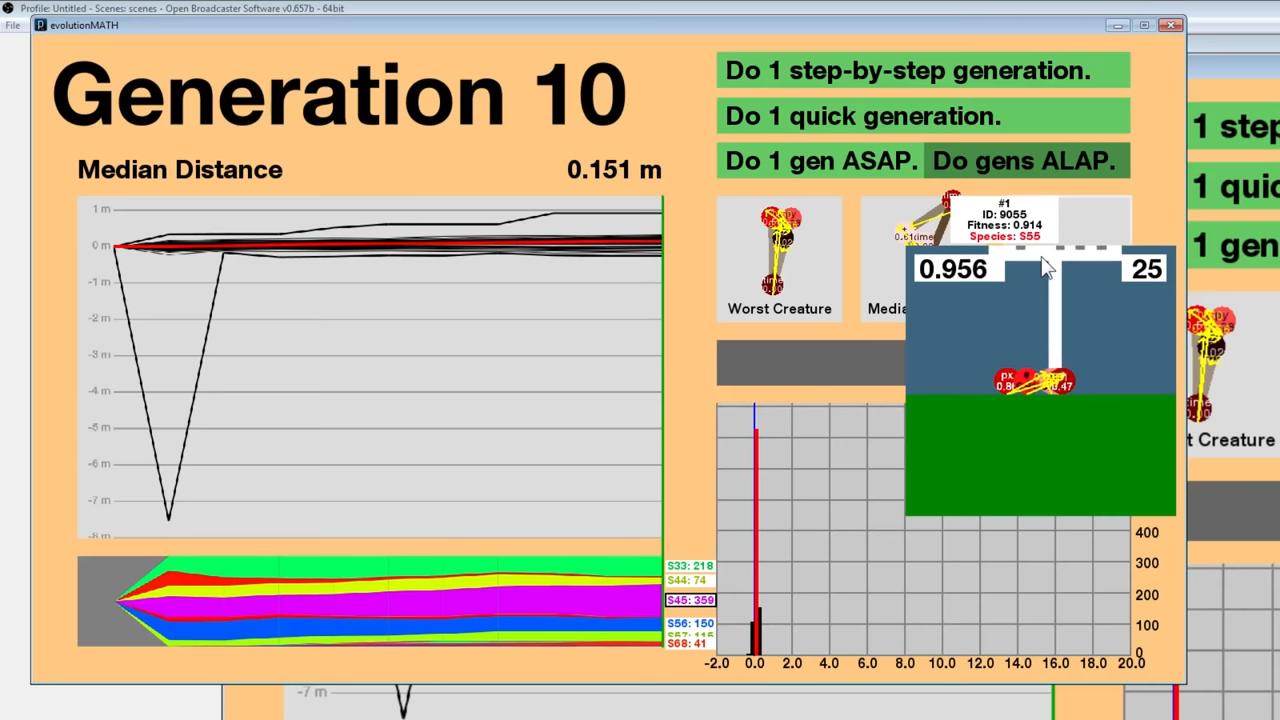 Profile: Untitled - Scenes: scenes - Open Broadcaster Software v0.657b - 64bit
File
evolutionMATH
Generation 10
Median Distance
0.151 m
1 m
0 m
-1 m
-2 m
-3 m
-4 m
-5 m
-6 m
-7 m
-8 m
S33: 218
S44: 74
S45: 359
S56: 150
S57: 115
S68: 41
Do 1 step-by-step generation.
Do 1 quick generation.
Do 1 gen ASAP.
Do gens ALAP.
Worst Creature
Media
#1
ID: 9055
Fitness: 0.914
Species: S55
0.956
25
px
0.47
400
300
200
100
0
-2.0
0.0
2.0
4.0
6.0
8.0
10.0
12.0
14.0
16.0
18.0
20.0
1 step
1 quic
1 gen
t Creature
-7 m